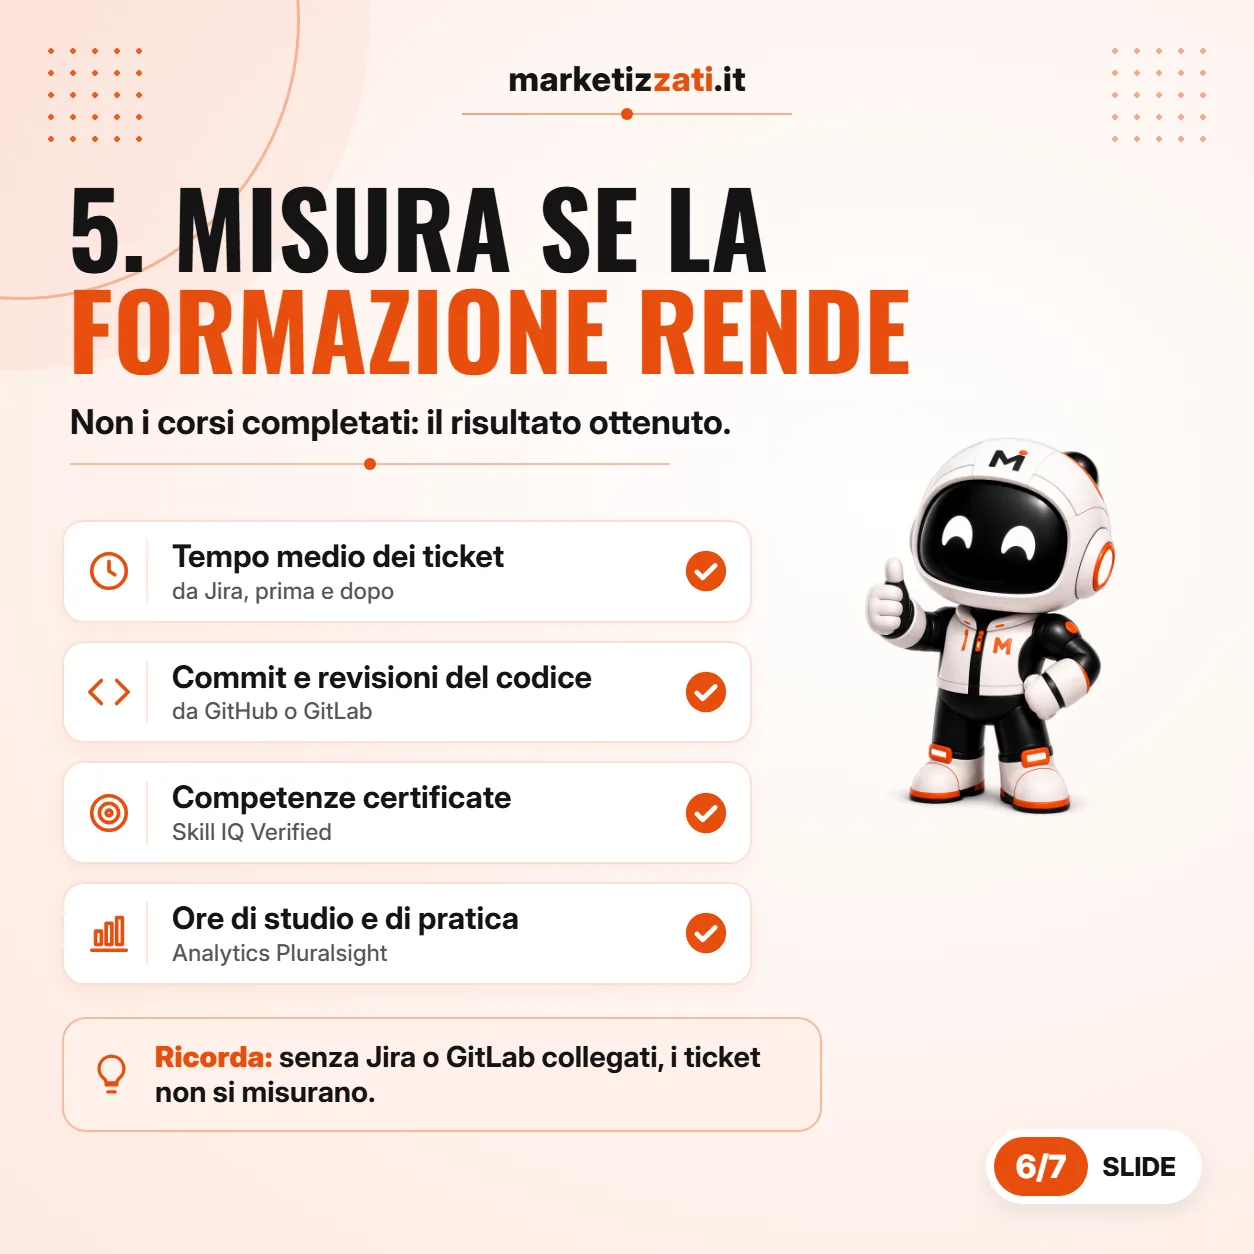 marketizzati.it
5. MISURA SE LA
FORMAZIONE RENDE
Non i corsi completati: il risultato ottenuto.
Tempo medio dei ticket
da Jira, prima e dopo
Commit e revisioni del codice
da GitHub o GitLab
Competenze certificate
Skill IQ Verified
Ore di studio e di pratica
Analytics Pluralsight
Ricorda: senza Jira o GitLab collegati, i ticket
non si misurano.
M
M
6/7 SLIDE